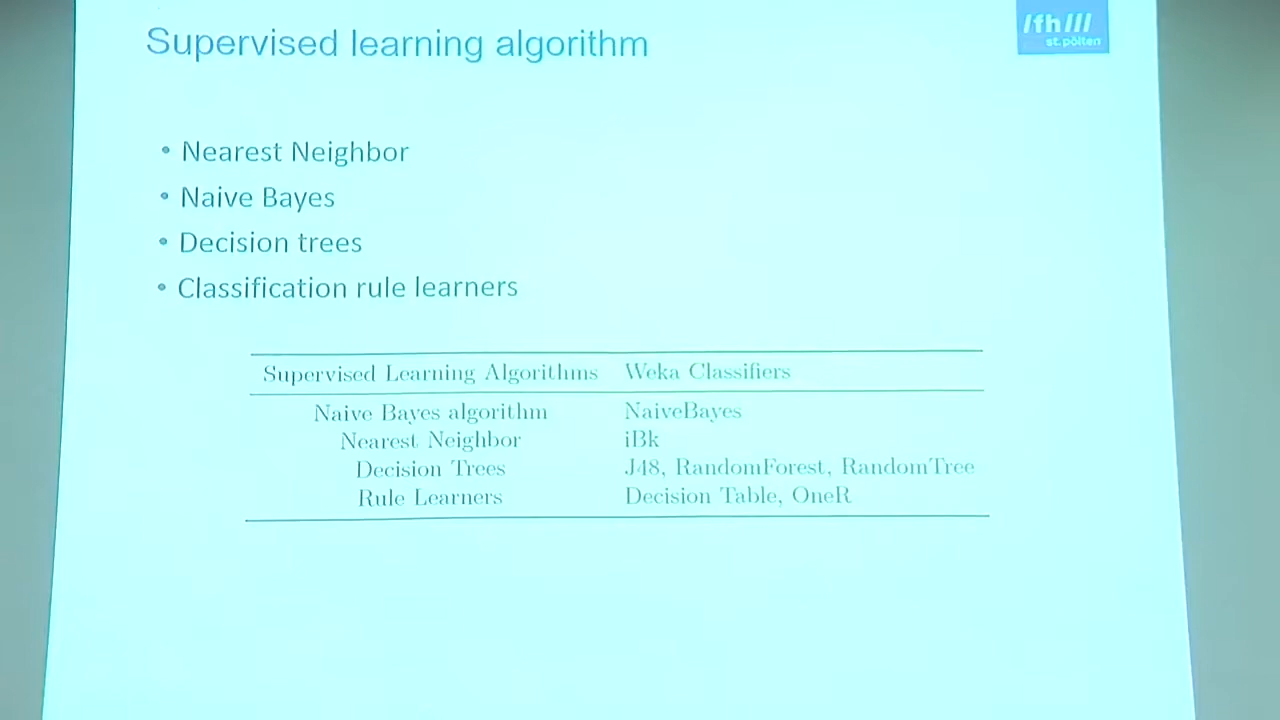 Supervised learning algorithm
/fh///
st.pölten
• Nearest Neighbor
• Naive Bayes
• Decision trees
• Classification rule learners
Supervised Learning Algorithms Weka Classifiers
Naive Bayes algorithm NaiveBayes
Nearest Neighbor iBk
Decision Trees J48, RandomForest, RandomTree
Rule Learners Decision Table, OneR